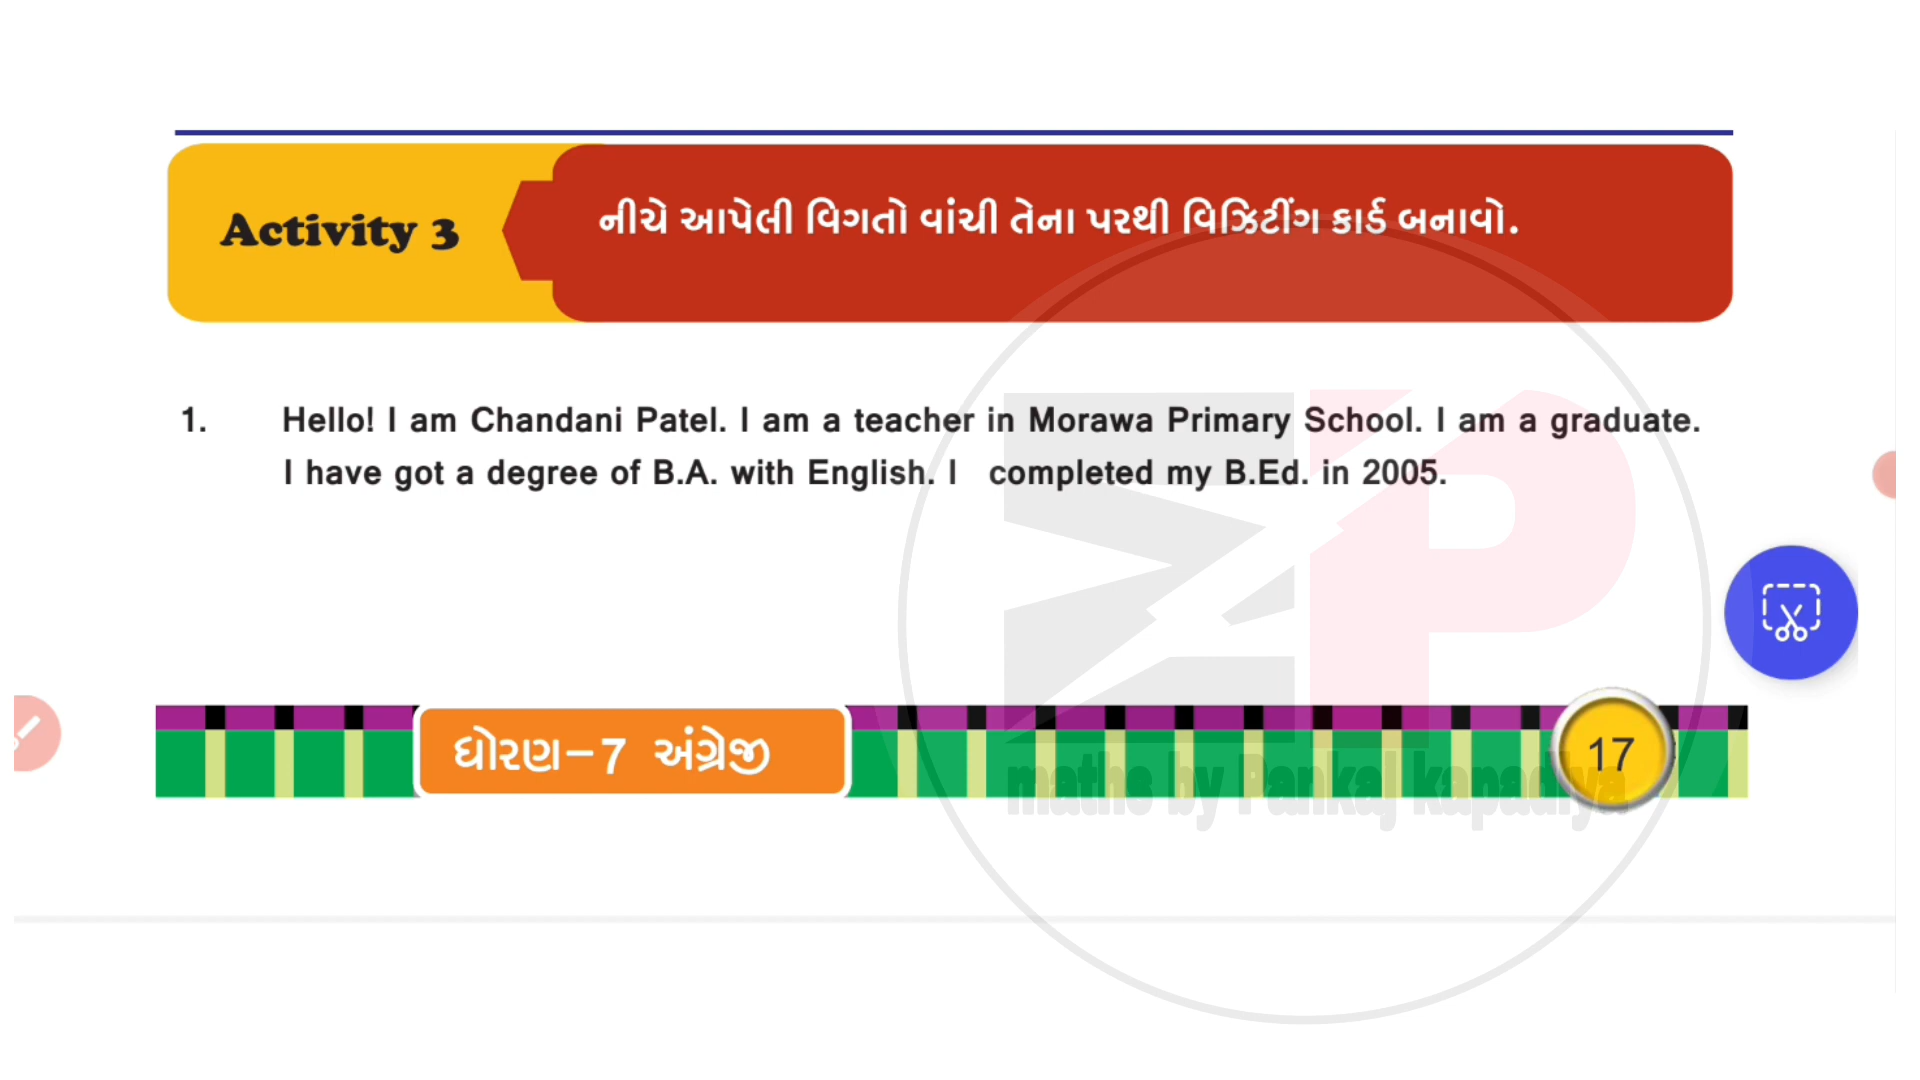 Activity 3
નીચે આપેલી વિગતો વાંચી તેના પરથી વિઝિટીંગ કાર્ડ બનાવો.
1. Hello! I am Chandani Patel. I am a teacher in Morawa Primary School. I am a graduate.
I have got a degree of B.A. with English. I completed my B.Ed. in 2005.
ધોરણ–7 અંગ્રેજી
17
maths by Pankaj kapadiya